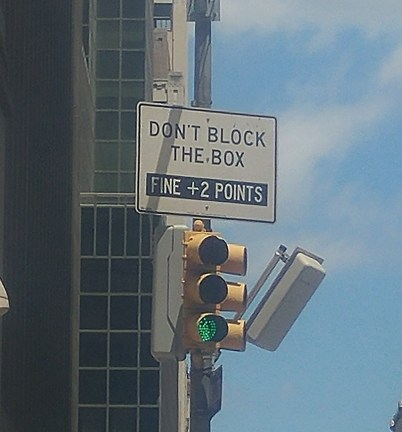 DON'T BLOCK
THE BOX
FINE +2 POINTS